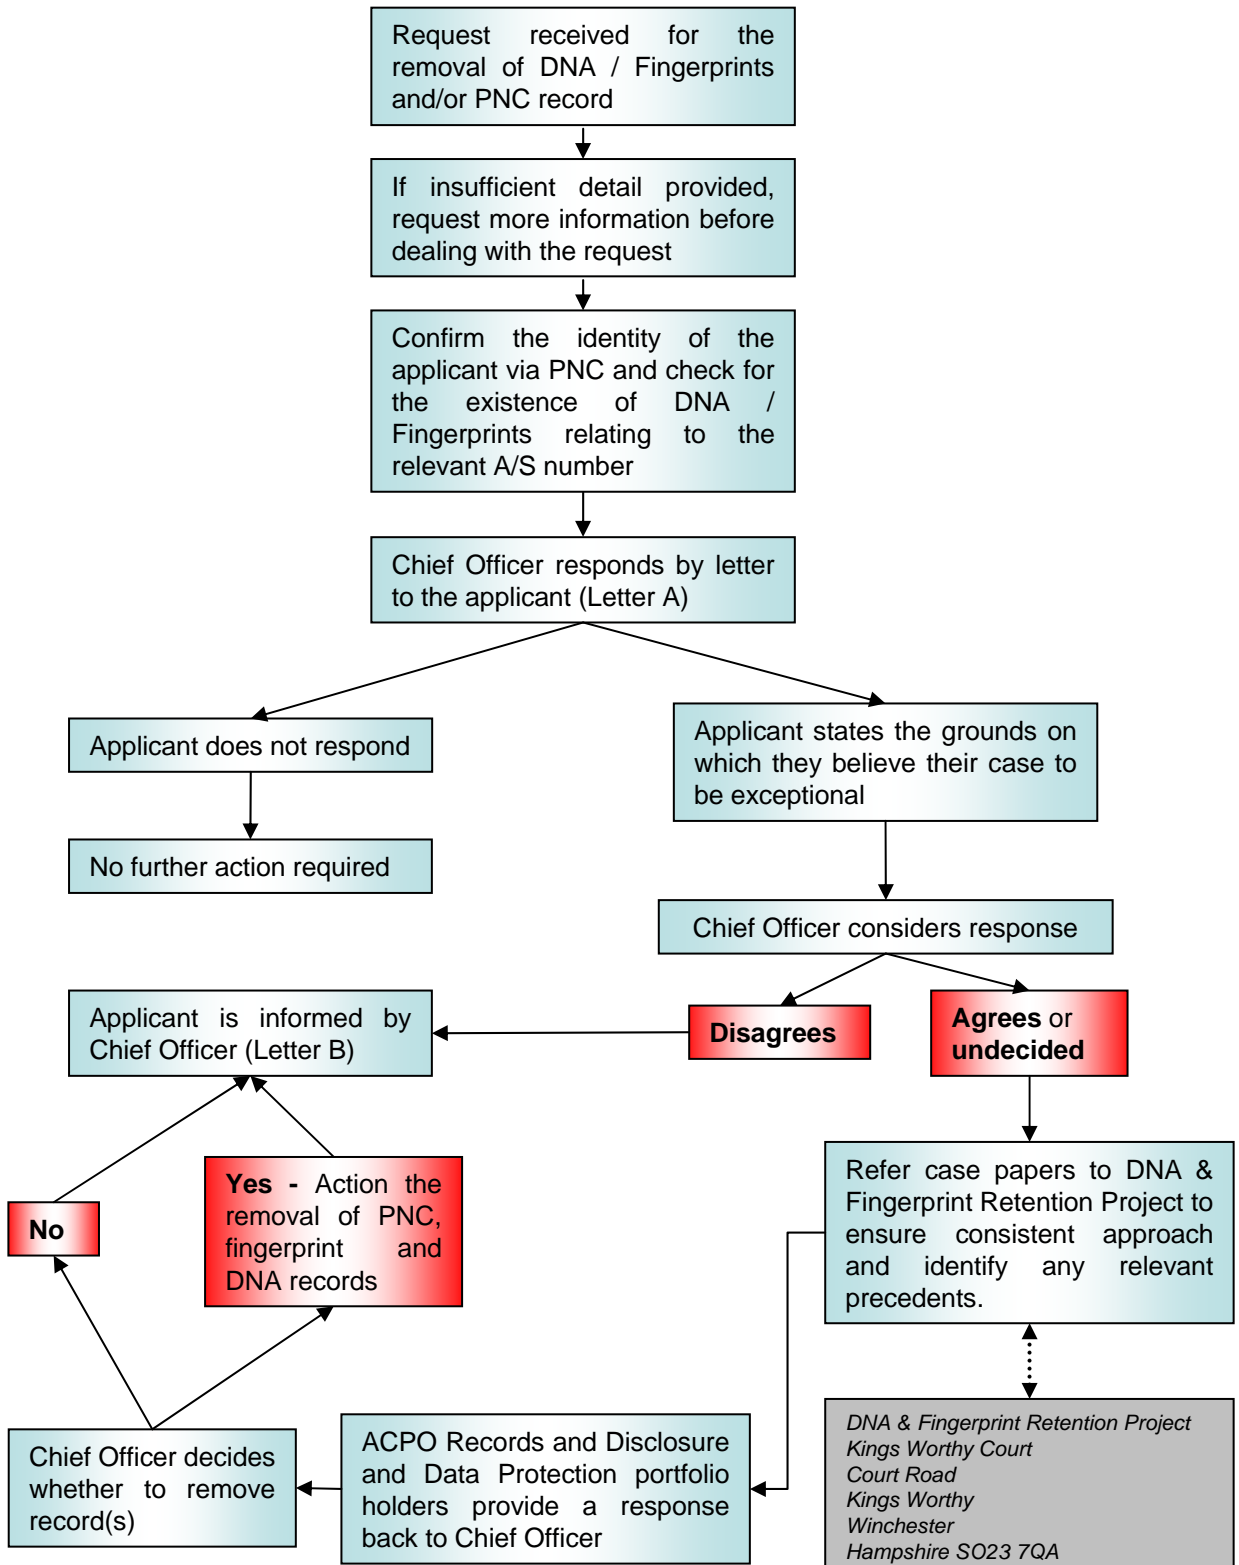 Request received for the
removal of DNA / Fingerprints
and/or PNC record
If insufficient detail provided,
request more information before
dealing with the request
Confirm the identity of the
applicant via PNC and check for
the existence of DNA /
Fingerprints relating to the
relevant A/S number
Chief Officer responds by letter
to the applicant (Letter A)
Applicant does not respond
No further action required
Applicant states the grounds on
which they believe their case to
be exceptional
Chief Officer considers response
Disagrees
Agrees or
undecided
Applicant is informed by
Chief Officer (Letter B)
No
Yes - Action the
removal of PNC,
fingerprint and
DNA records
Refer case papers to DNA &
Fingerprint Retention Project to
ensure consistent approach
and identify any relevant
precedents.
Chief Officer decides
whether to remove
record(s)
ACPO Records and Disclosure
and Data Protection portfolio
holders provide a response
back to Chief Officer
DNA & Fingerprint Retention Project
Kings Worthy Court
Court Road
Kings Worthy
Winchester
Hampshire SO23 7QA